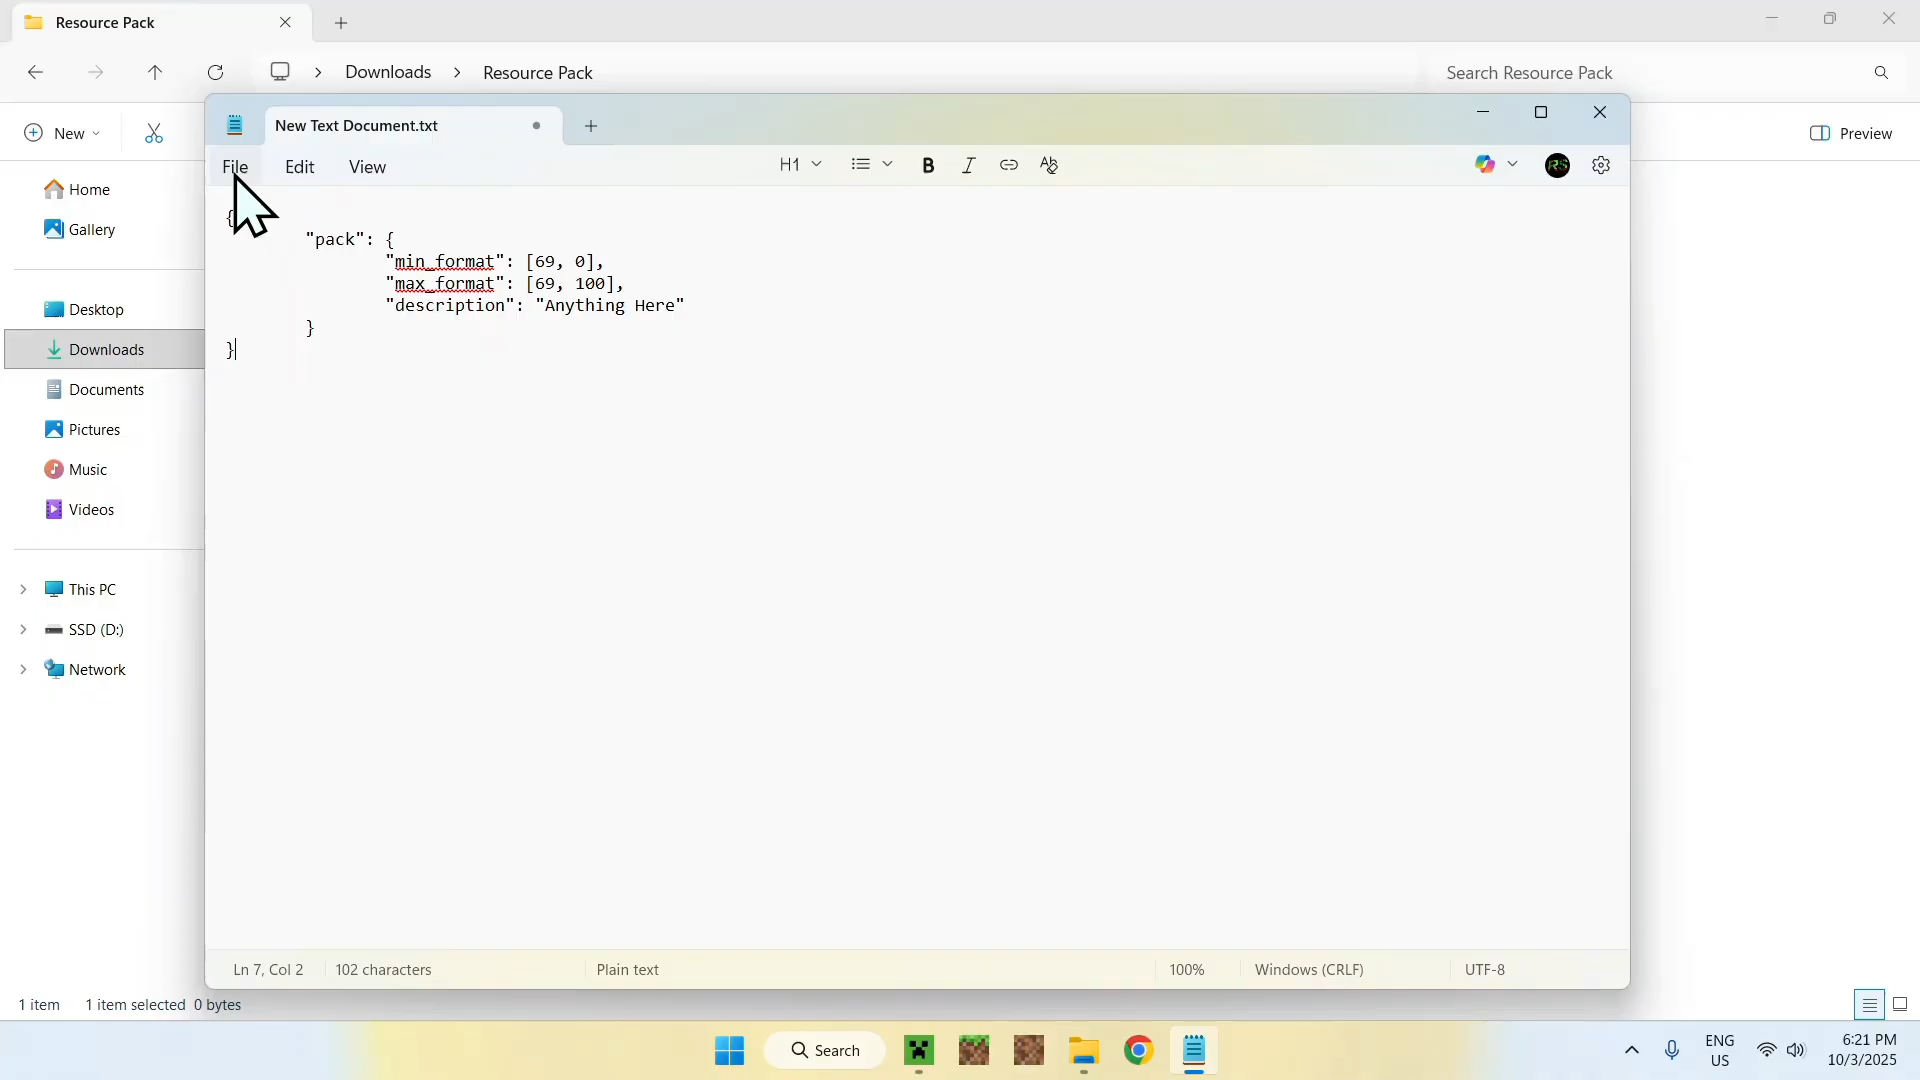 Resource Pack
Downloads
Resource Pack
Search Resource Pack
New
Preview
New Text Document.txt
File
Edit
View
H1
B
I
RS
{
"pack": {
"min_format": [69, 0],
"max_format": [69, 100],
"description": "Anything Here"
}
}
Home
Gallery
Desktop
Downloads
Documents
Pictures
Music
Videos
This PC
SSD (D:)
Network
Ln 7, Col 2
102 characters
Plain text
100%
Windows (CRLF)
UTF-8
1 item
1 item selected 0 bytes
Search
ENG
US
6:21 PM
10/3/2025